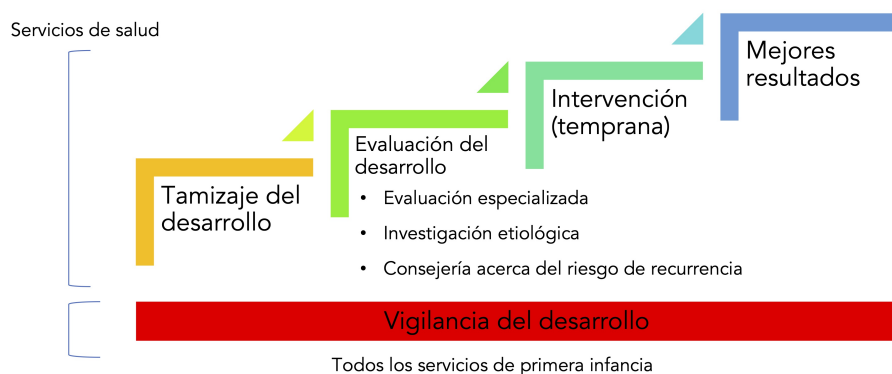 Servicios de salud
Mejores
resultados
Intervención
(temprana)
Evaluación del
desarrollo
Tamizaje del
desarrollo
• Evaluación especializada
• Investigación etiológica
• Consejería acerca del riesgo de recurrencia
Vigilancia del desarrollo
Todos los servicios de primera infancia